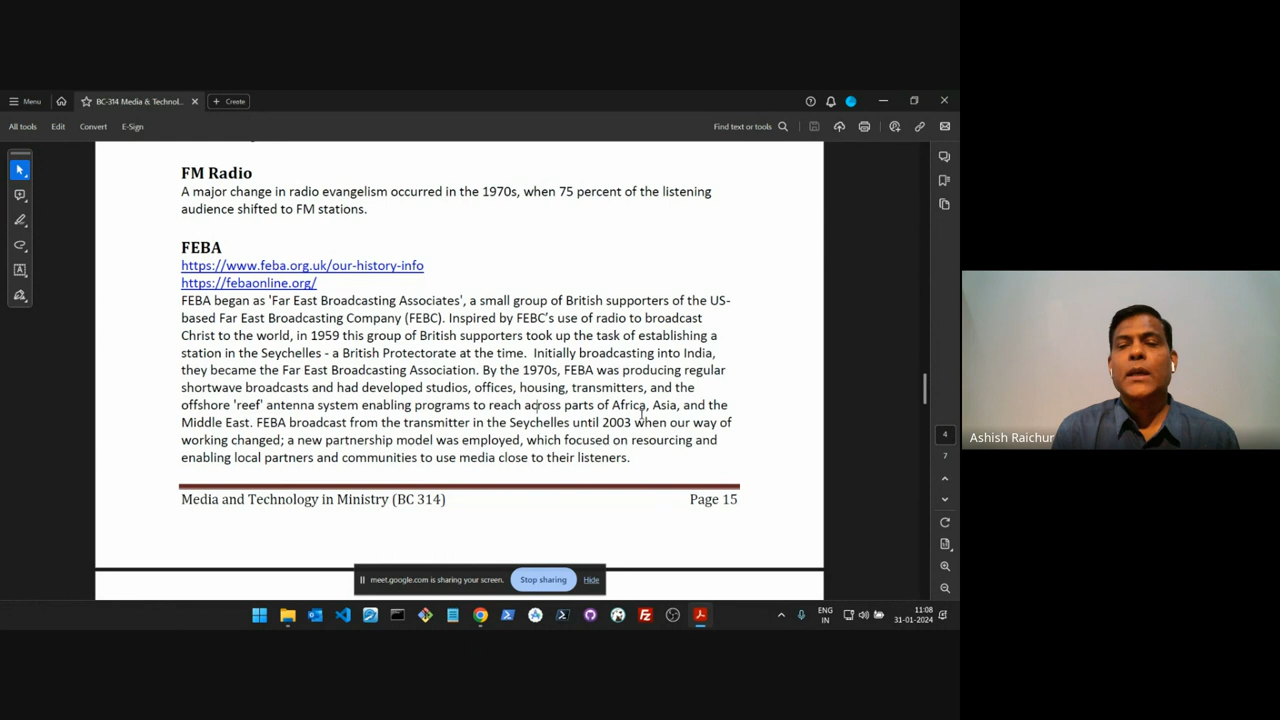 Menu
BC-314 Media & Technol...
Create
All tools
Edit
Convert
E-Sign
Find text or tools
FM Radio
A major change in radio evangelism occurred in the 1970s, when 75 percent of the listening
audience shifted to FM stations.
FEBA
https://www.feba.org.uk/our-history-info
https://febaonline.org/
FEBA began as 'Far East Broadcasting Associates', a small group of British supporters of the US-
based Far East Broadcasting Company (FEBC). Inspired by FEBC's use of radio to broadcast
Christ to the world, in 1959 this group of British supporters took up the task of establishing a
station in the Seychelles - a British Protectorate at the time. Initially broadcasting into India,
they became the Far East Broadcasting Association. By the 1970s, FEBA was producing regular
shortwave broadcasts and had developed studios, offices, housing, transmitters, and the
offshore 'reef' antenna system enabling programs to reach across parts of Africa, Asia, and the
Middle East. FEBA broadcast from the transmitter in the Seychelles until 2003 when our way of
working changed; a new partnership model was employed, which focused on resourcing and
enabling local partners and communities to use media close to their listeners.
Media and Technology in Ministry (BC 314)
Page 15
4
7
Ashish Raichur
meet.google.com is sharing your screen.
Stop sharing
Hide
ENG
IN
11:08
31-01-2024